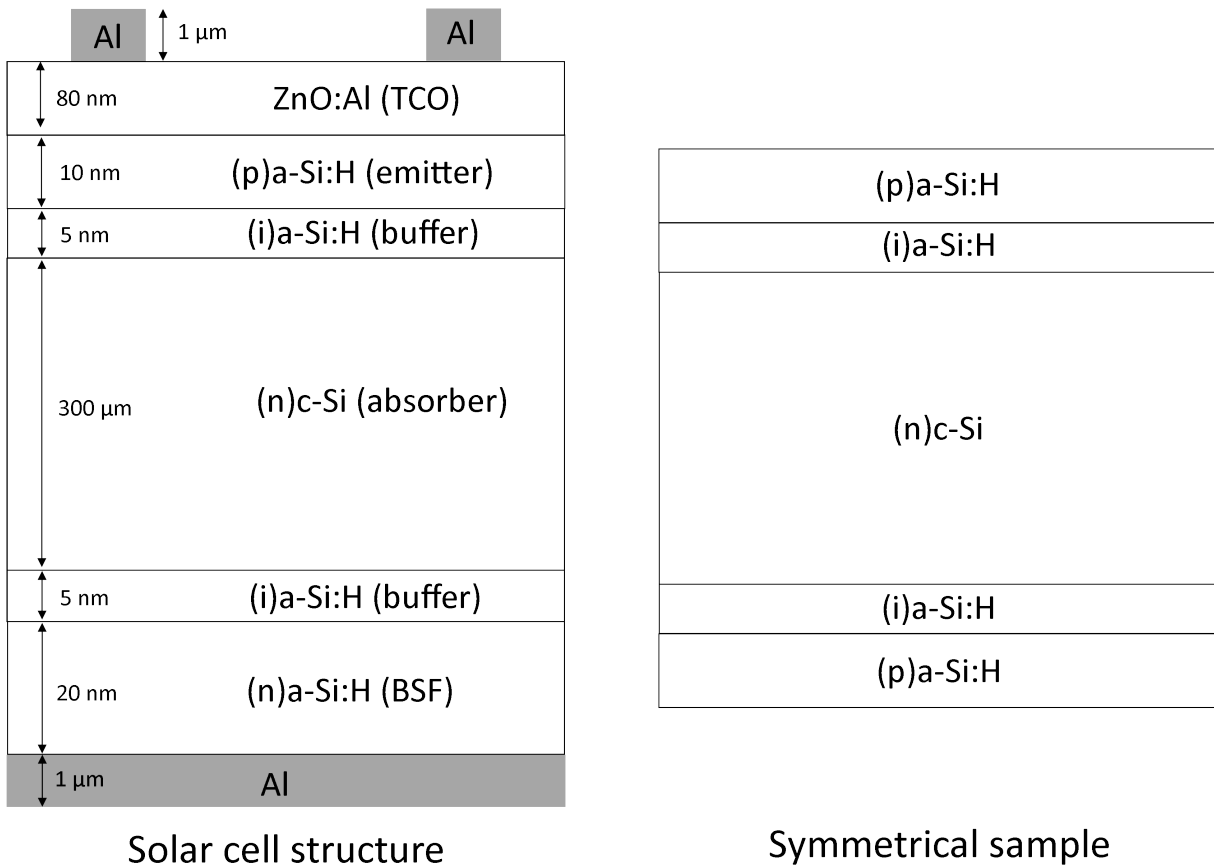 Al
1 µm
Al
80 nm
ZnO:Al (TCO)
10 nm
(p)a-Si:H (emitter)
5 nm
(i)a-Si:H (buffer)
300 µm
(n)c-Si (absorber)
5 nm
(i)a-Si:H (buffer)
20 nm
(n)a-Si:H (BSF)
1 µm
Al
Solar cell structure
(p)a-Si:H
(i)a-Si:H
(n)c-Si
(i)a-Si:H
(p)a-Si:H
Symmetrical sample